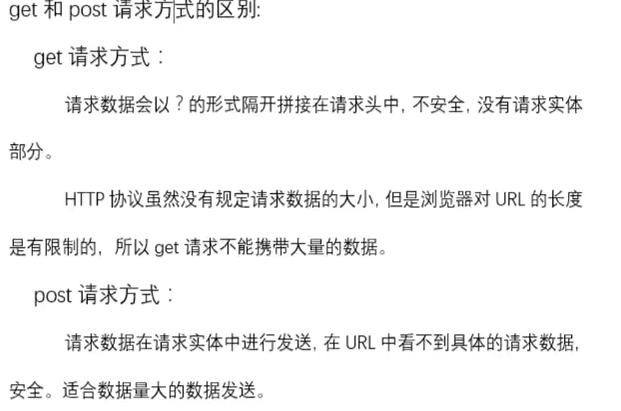 get 和 post 请求方式的区别:
get 请求方式：
请求数据会以？的形式隔开拼接在请求头中, 不安全, 没有请求实体
部分。
HTTP 协议虽然没有规定请求数据的大小, 但是浏览器对 URL 的长度
是有限制的, 所以 get 请求不能携带大量的数据。
post 请求方式：
请求数据在请求实体中进行发送, 在 URL 中看不到具体的请求数据,
安全。适合数据量大的数据发送。